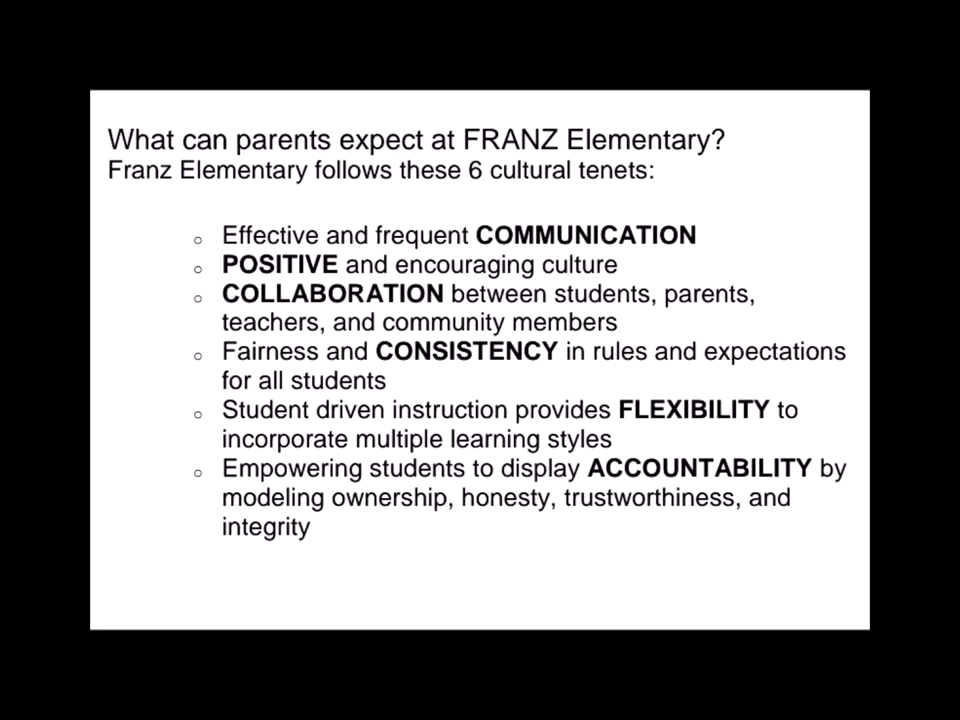 What can parents expect at FRANZ Elementary?
Franz Elementary follows these 6 cultural tenets:
○ Effective and frequent COMMUNICATION
○ POSITIVE and encouraging culture
○ COLLABORATION between students, parents,
teachers, and community members
○ Fairness and CONSISTENCY in rules and expectations
for all students
○ Student driven instruction provides FLEXIBILITY to
incorporate multiple learning styles
○ Empowering students to display ACCOUNTABILITY by
modeling ownership, honesty, trustworthiness, and
integrity